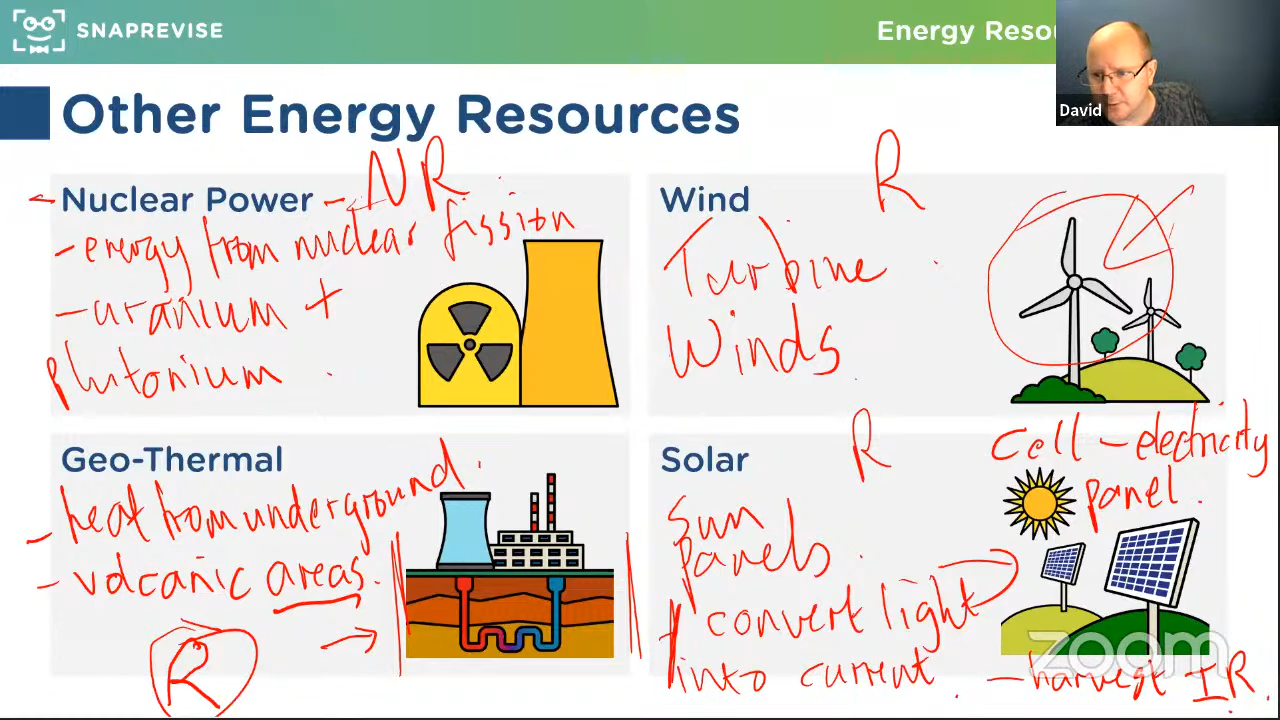 SNAPREVISE
Energy Resou
David
Other Energy Resources
Nuclear Power - NR
- energy from nuclear fission
- uranium +
plutonium
Wind
R
Turbine
Winds
Geo-Thermal
- heat from underground
- volcanic areas
R
Solar
R
Sun
panels
convert light
into current
Cell - electricity
panel
- harvest IR
zoom